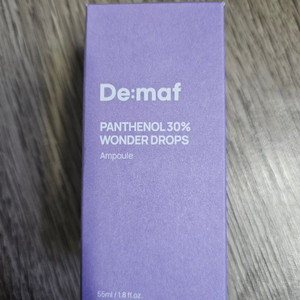 De:maf
PANTHENOL 30%
WONDER DROPS
Ampoule
55ml / 1.8 fl oz.